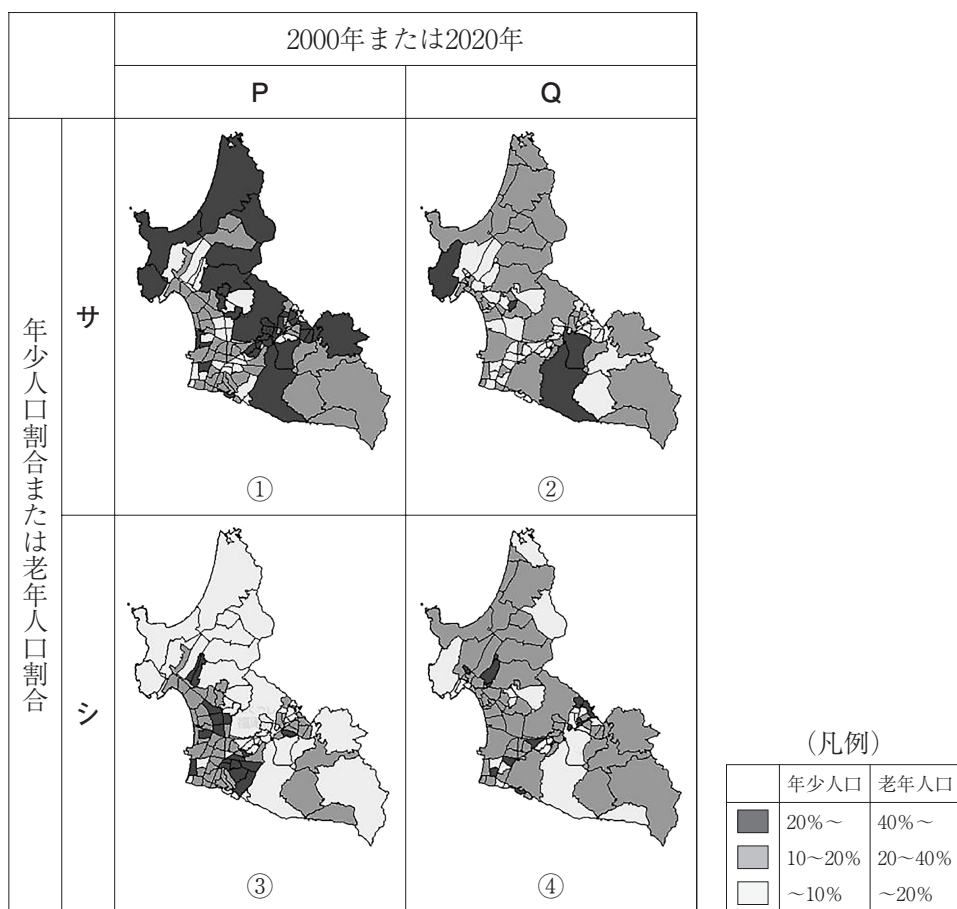 2000年または2020年
P
Q
年少人口割合または老年人口割合
サ
①
②
シ
③
④
(凡例)
年少人口 老年人口
20%～ 40%～
10～20% 20～40%
～10% ～20%